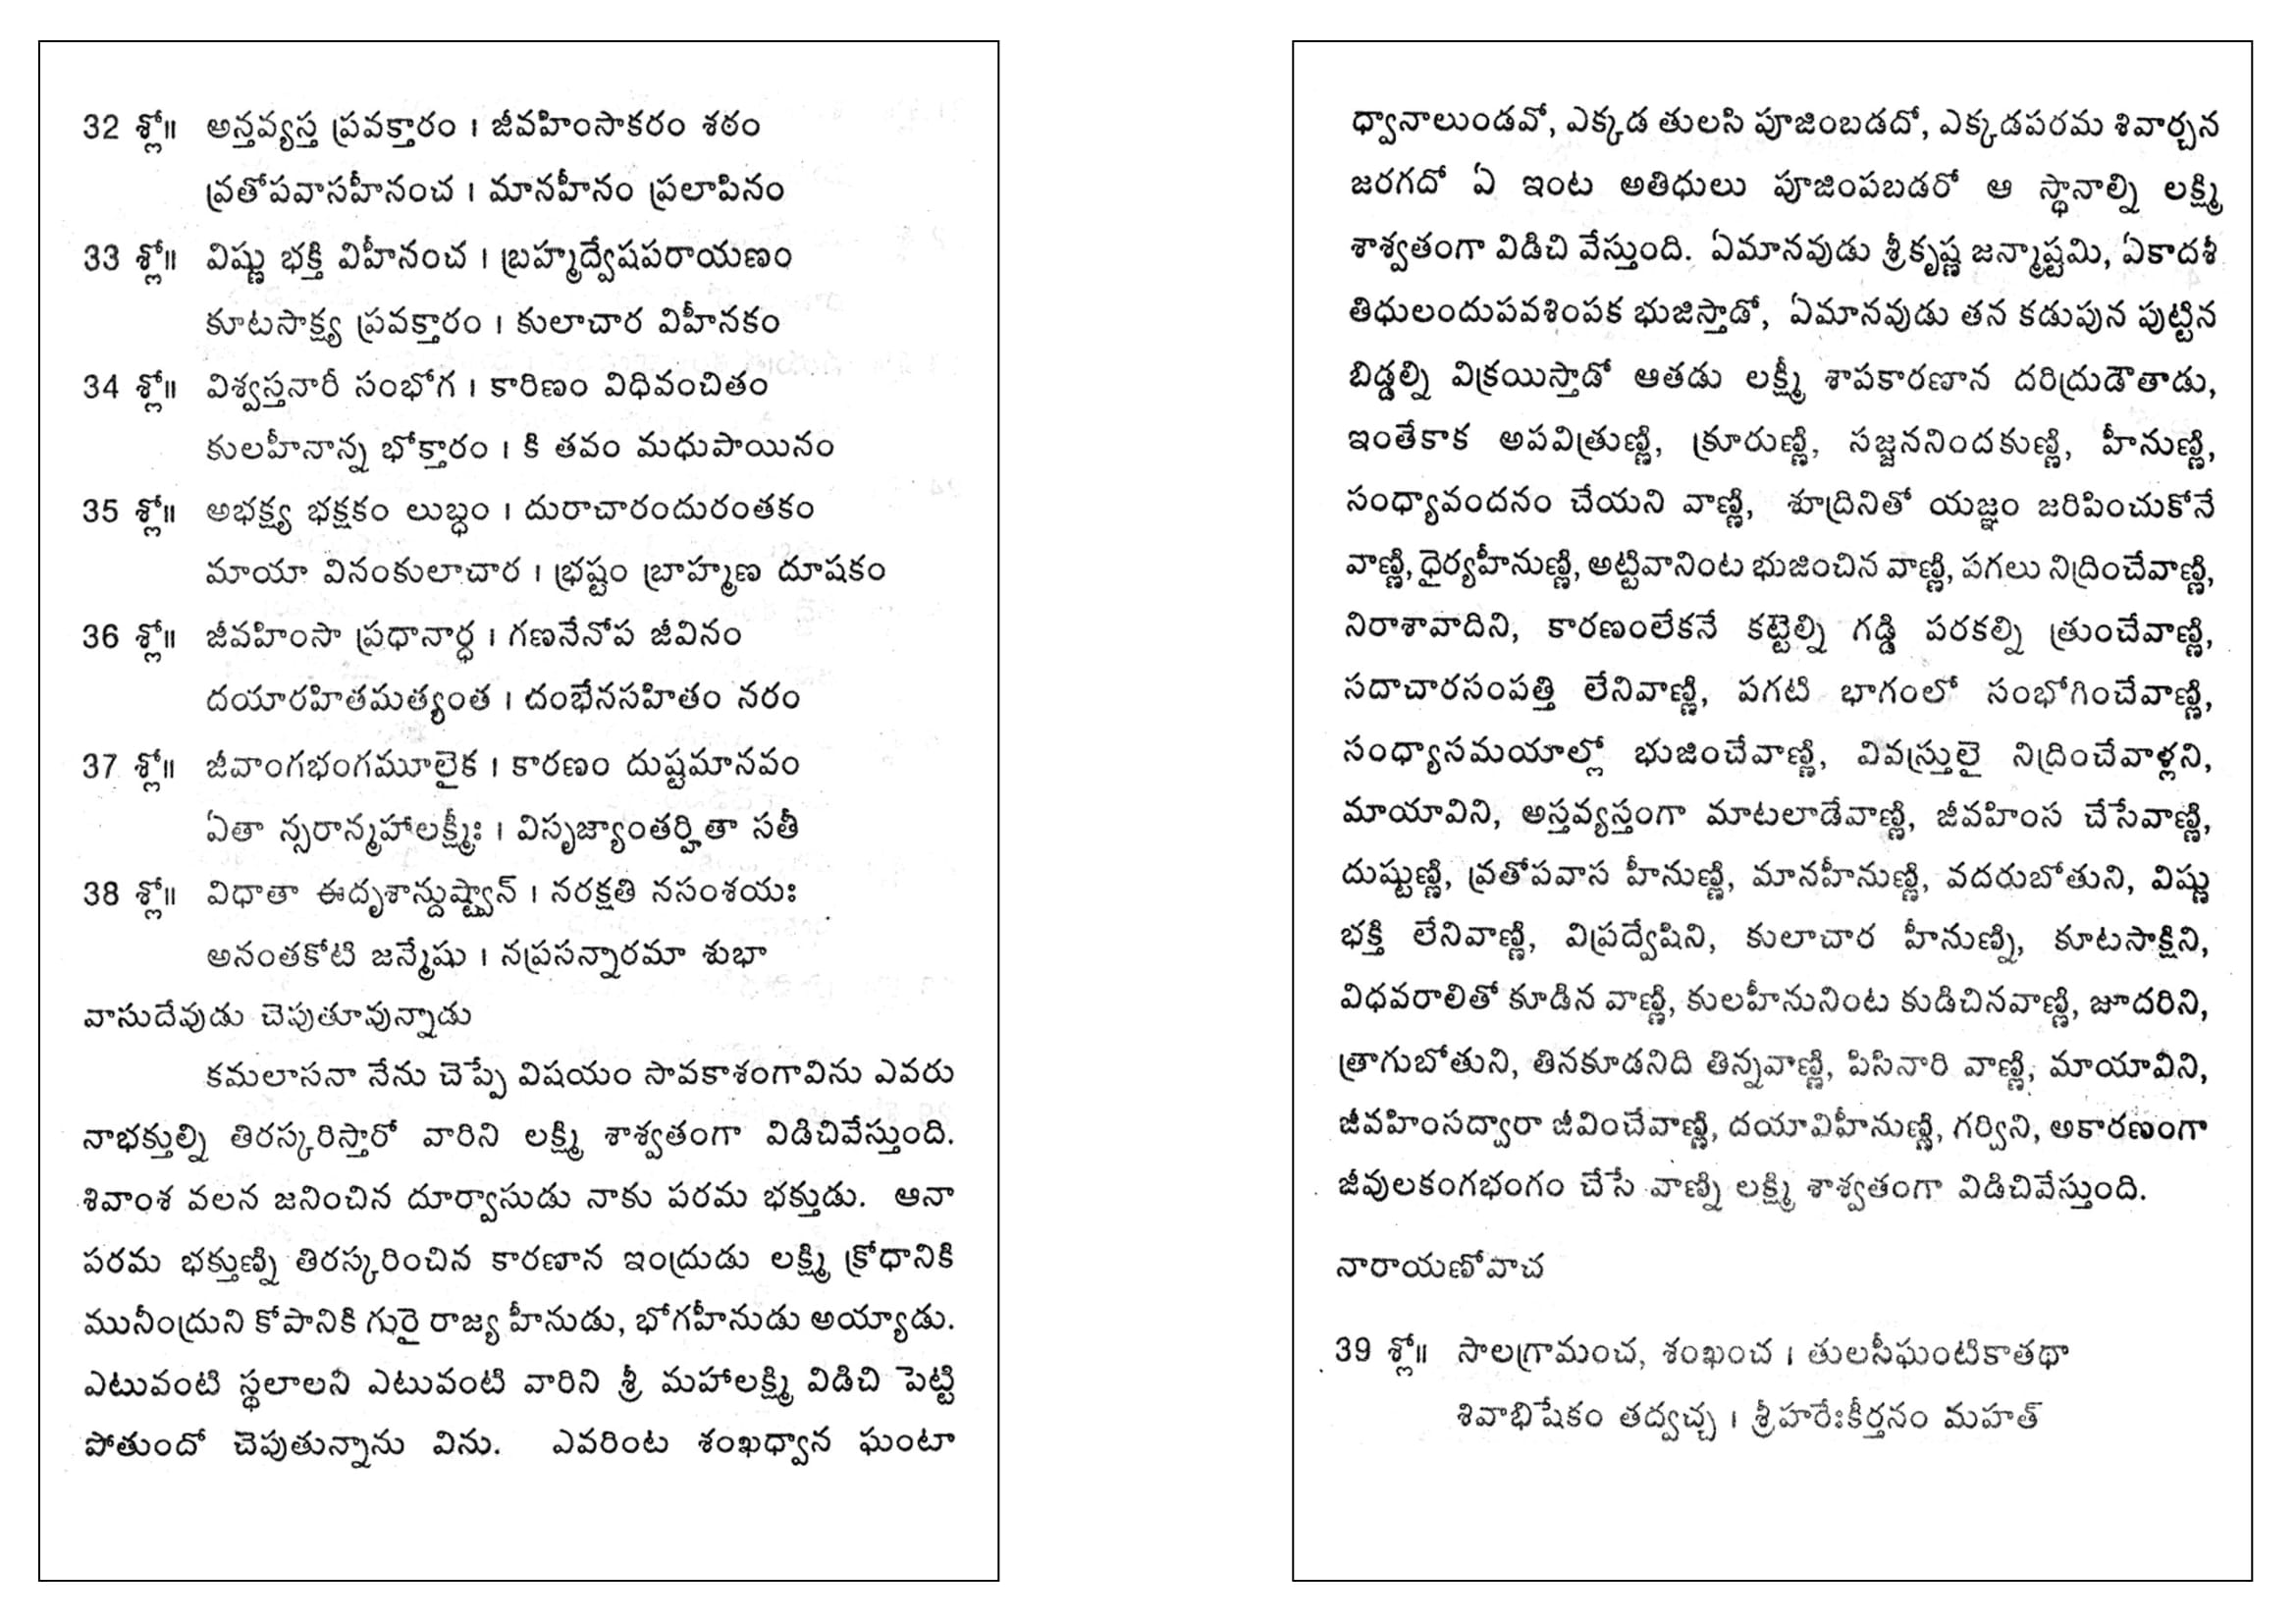 32 శ్లో॥ అస్తవ్యస్త ప్రవక్తారం । జీవహింసాకరం శఠం
వ్రతోపవాసహీనంచ । మానహీనం ప్రలాపినం
33 శ్లో॥ విష్ణు భక్తి విహీనంచ । బ్రహ్మద్వేషపరాయణం
కూటసాక్ష్య ప్రవక్తారం । కులాచార విహీనకం
34 శ్లో॥ విశ్వస్తనారీ సంభోగ । కారిణం విధివంచితం
కులహీనాన్న భోక్తారం । కి తవం మధుపాయినం
35 శ్లో॥ అభక్ష్య భక్షకం లుబ్ధం । దురాచారందురంతకం
మాయా వినంకులాచార । భ్రష్టం బ్రాహ్మణ దూషకం
36 శ్లో॥ జీవహింసా ప్రధానార్ధ । గణనేనోప జీవినం
దయారహితమత్యంత । దంభేనసహితం నరం
37 శ్లో॥ జీవాంగభంగమూలైక । కారణం దుష్టమానవం
ఏతా న్సరాన్మహాలక్ష్మీః । విసృజ్యాంతర్హితా సతీ
38 శ్లో॥ విధాతా ఈదృశాన్దుష్ట్వాన్ । నరక్షతి నసంశయః
అనంతకోటి జన్మేషు । నప్రసన్నారమా శుభా
వాసుదేవుడు చెపుతూవున్నాడు
కమలాసనా నేను చెప్పే విషయం సావకాశంగావిను ఎవరు
నాభక్తుల్ని తిరస్కరిస్తారో వారిని లక్ష్మి శాశ్వతంగా విడిచివేస్తుంది.
శివాంశ వలన జనించిన దూర్వాసుడు నాకు పరమ భక్తుడు. ఆనా
పరమ భక్తుణ్ని తిరస్కరించిన కారణాన ఇంద్రుడు లక్ష్మి క్రోధానికి
మునీంద్రుని కోపానికి గురై రాజ్య హీనుడు, భోగహీనుడు అయ్యాడు.
ఎటువంటి స్థలాలని ఎటువంటి వారిని శ్రీ మహాలక్ష్మి విడిచి పెట్టి
పోతుందో చెపుతున్నాను విను. ఎవరింట శంఖధ్వాన ఘంటా
ధ్వానాలుండవో, ఎక్కడ తులసి పూజింబడదో, ఎక్కడపరమ శివార్చన
జరగదో ఏ ఇంట అతిధులు పూజింపబడరో ఆ స్థానాల్ని లక్ష్మి
శాశ్వతంగా విడిచి వేస్తుంది. ఏమానవుడు శ్రీకృష్ణ జన్మాష్టమి, ఏకాదశీ
తిధులందుపవశింపక భుజిస్తాడో, ఏమానవుడు తన కడుపున పుట్టిన
బిడ్డల్ని విక్రయిస్తాడో ఆతడు లక్ష్మీ శాపకారణాన దరిద్రుడౌతాడు,
ఇంతేకాక అపవిత్రుణ్ణి, క్రూరుణ్ణి, సజ్జననిందకుణ్ణి, హీనుణ్ణి,
సంధ్యావందనం చేయని వాణ్ణి, శూద్రినితో యజ్ఞం జరిపించుకోనే
వాణ్ణి, ధైర్యహీనుణ్ణి, అట్టివానింట భుజించిన వాణ్ణి, పగలు నిద్రించేవాణ్ణి,
నిరాశావాదిని, కారణంలేకనే కట్టెల్ని గడ్డి పరకల్ని త్రుంచేవాణ్ణి,
సదాచారసంపత్తి లేనివాణ్ణి, పగటి భాగంలో సంభోగించేవాణ్ణి,
సంధ్యాసమయాల్లో భుజించేవాణ్ణి, వివస్త్రులై నిద్రించేవాళ్లని,
మాయావిని, అస్తవ్యస్తంగా మాటలాడేవాణ్ణి, జీవహింస చేసేవాణ్ణి,
దుష్టుణ్ణి, వ్రతోపవాస హీనుణ్ణి, మానహీనుణ్ణి, వదరుబోతుని, విష్ణు
భక్తి లేనివాణ్ణి, విప్రద్వేషిని, కులాచార హీనుణ్ని, కూటసాక్షిని,
విధవరాలితో కూడిన వాణ్ణి, కులహీనునింట కుడిచినవాణ్ణి, జూదరిని,
త్రాగుబోతుని, తినకూడనిది తిన్నవాణ్ణి, పిసినారి వాణ్ణి, మాయావిని,
జీవహింసద్వారా జీవించేవాణ్ణి, దయావిహీనుణ్ణి, గర్విని, అకారణంగా
జీవులకంగభంగం చేసే వాణ్ని లక్ష్మి శాశ్వతంగా విడిచివేస్తుంది.
నారాయణోవాచ
39 శ్లో॥ సాలగ్రామంచ, శంఖంచ । తులసీఘంటికాతథా
శివాభిషేకం తద్వచ్చ । శ్రీహరేఃకీర్తనం మహత్